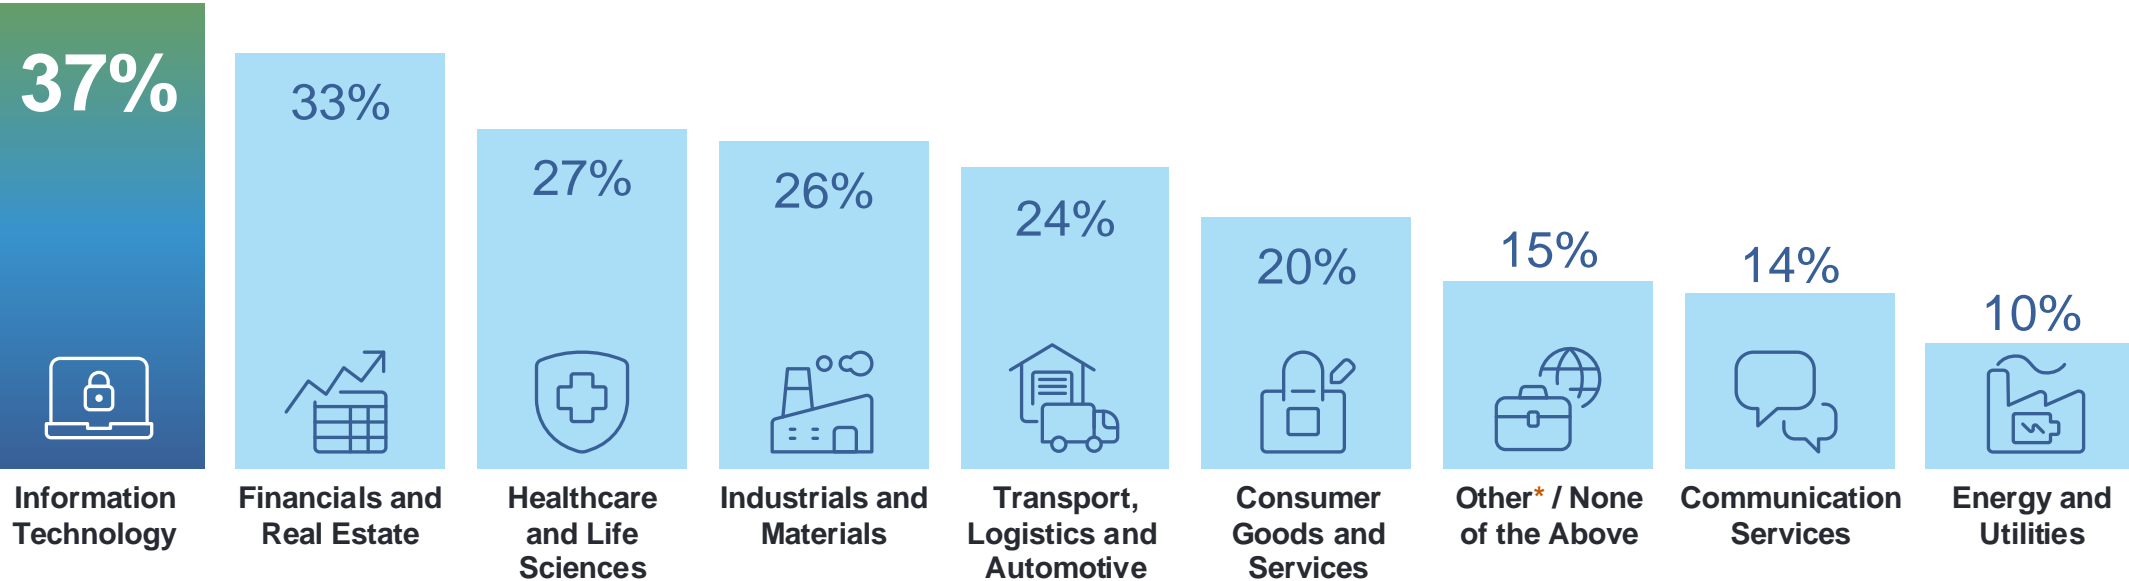 37%
33%
27%
26%
24%
20%
15%
14%
10%
Information
Technology
Financials and
Real Estate
Healthcare
and Life
Sciences
Industrials and
Materials
Transport,
Logistics and
Automotive
Consumer
Goods and
Services
Other* / None
of the Above
Communication
Services
Energy and
Utilities